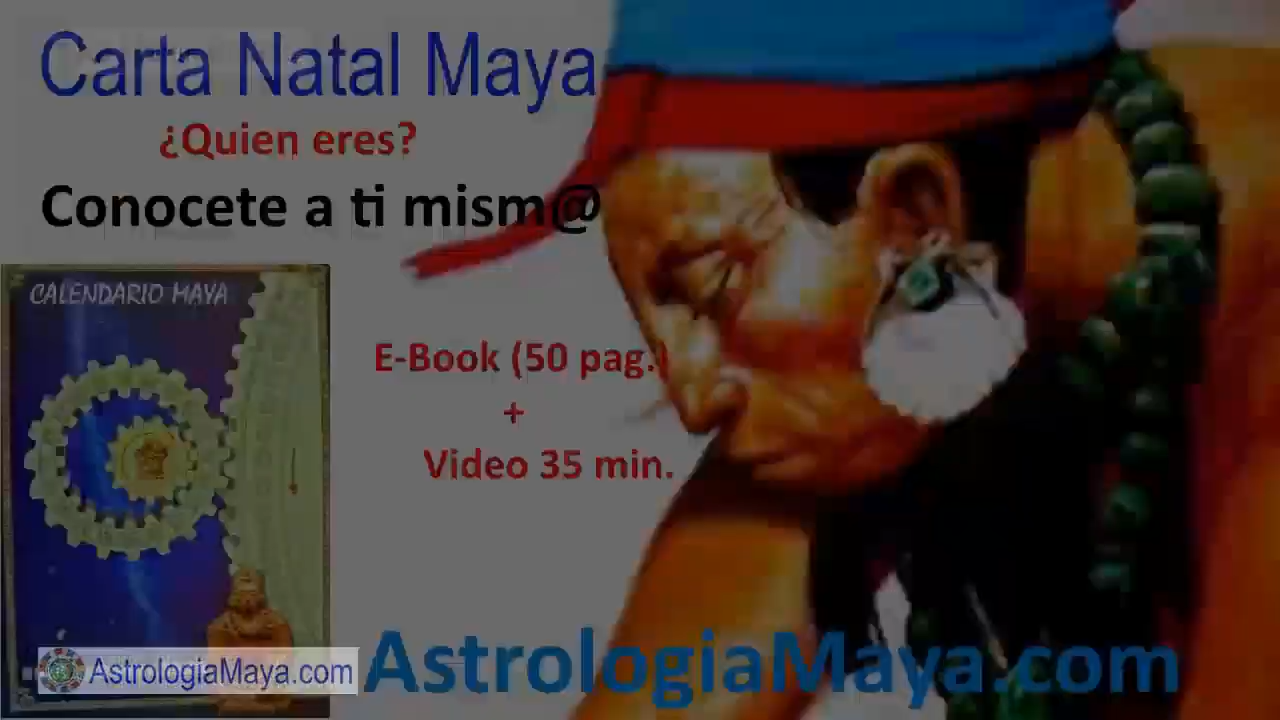 Carta Natal Maya
¿Quien eres?
Conocete a ti mism@
CALENDARIO MAYA
E-Book (50 pag.)
+
Video 35 min.
AstrologiaMaya.com
AstrologiaMaya.com